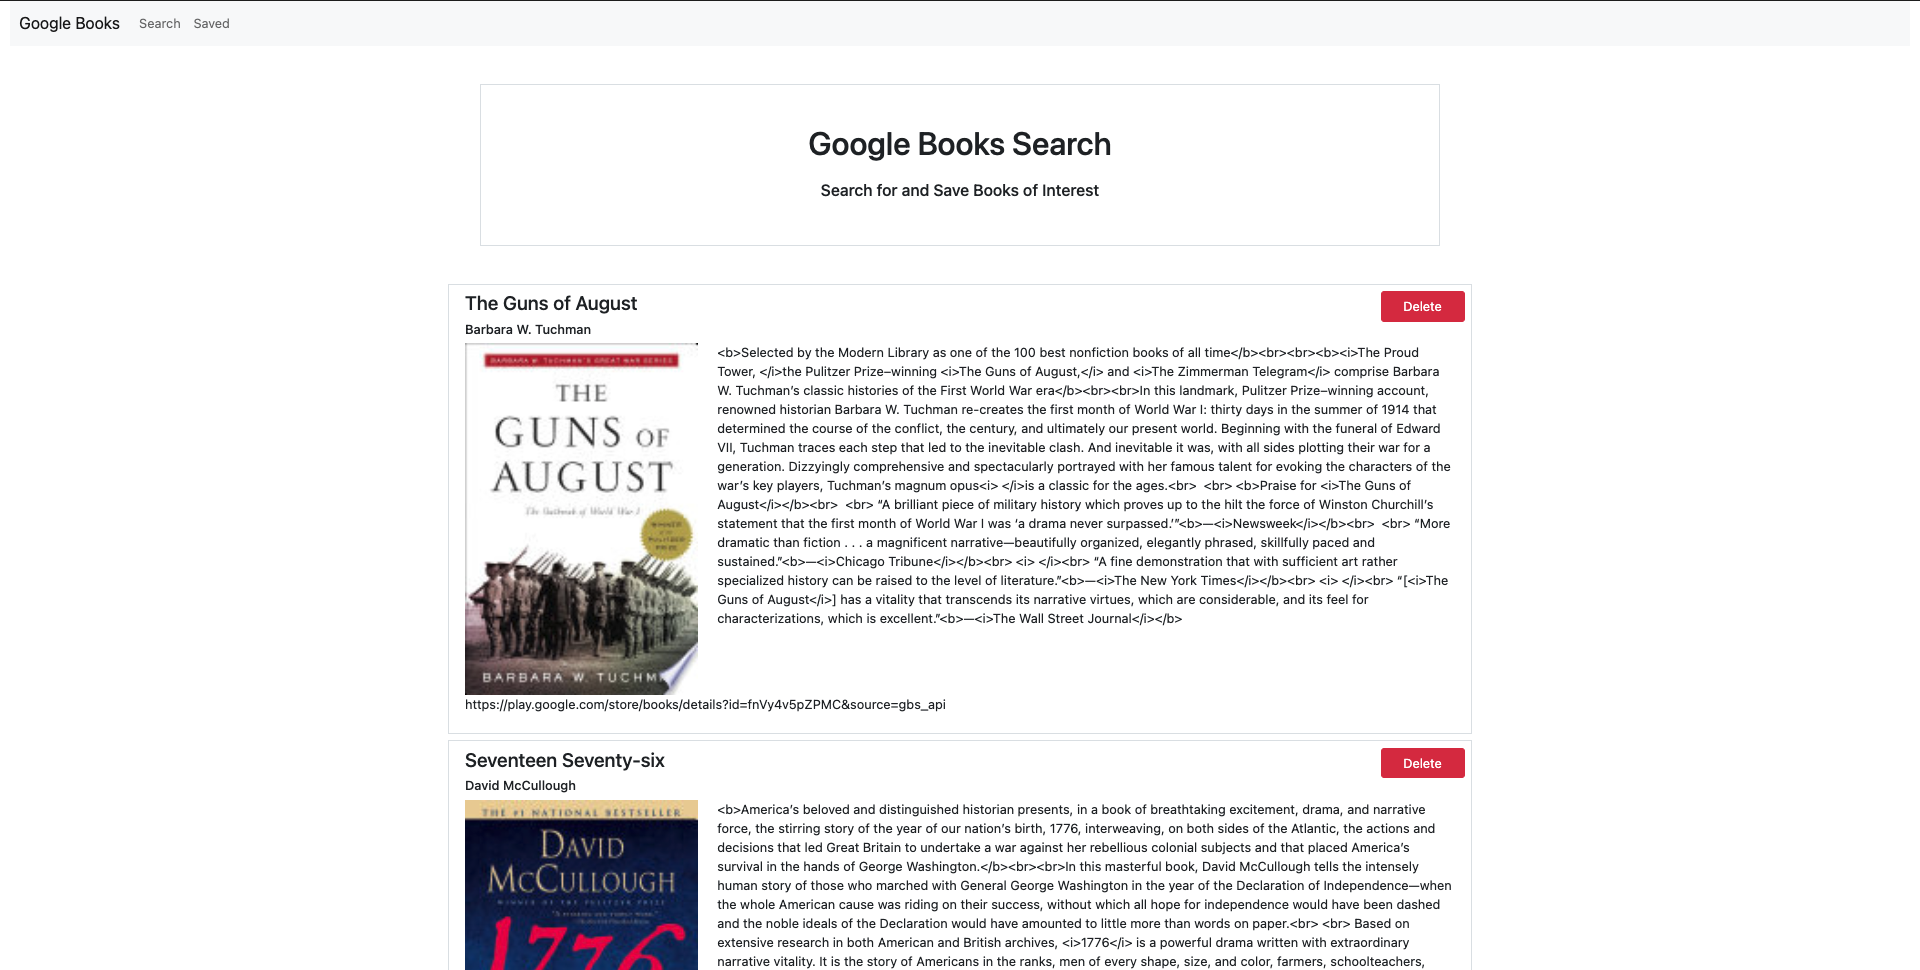 Google Books Search Saved
Google Books Search
Search for and Save Books of Interest
The Guns of August
Delete
Barbara W. Tuchman
BARBARA W. TUCHMAN'S GREAT WAR SERIES
THE
GUNS OF
AUGUST
The Outbreak of World War I
WINNER
OF THE
PULITZER
PRIZE
BARBARA W. TUCHM
<b>Selected by the Modern Library as one of the 100 best nonfiction books of all time</b><br><br><b><i>The Proud
Tower, </i>the Pulitzer Prize–winning <i>The Guns of August,</i> and <i>The Zimmerman Telegram</i> comprise Barbara
W. Tuchman’s classic histories of the First World War era</b><br><br>In this landmark, Pulitzer Prize–winning account,
renowned historian Barbara W. Tuchman re-creates the first month of World War I: thirty days in the summer of 1914 that
determined the course of the conflict, the century, and ultimately our present world. Beginning with the funeral of Edward
VII, Tuchman traces each step that led to the inevitable clash. And inevitable it was, with all sides plotting their war for a
generation. Dizzyingly comprehensive and spectacularly portrayed with her famous talent for evoking the characters of the
war’s key players, Tuchman’s magnum opus<i> </i>is a classic for the ages.<br>  <br> <b>Praise for <i>The Guns of
August</i></b><br>  <br> “A brilliant piece of military history which proves up to the hilt the force of Winston Churchill’s
statement that the first month of World War I was ‘a drama never surpassed.’”<b>—<i>Newsweek</i></b><br>  <br> “More
dramatic than fiction . . . a magnificent narrative—beautifully organized, elegantly phrased, skillfully paced and
sustained.”<b>—<i>Chicago Tribune</i></b><br> <i> </i><br> “A fine demonstration that with sufficient art rather
specialized history can be raised to the level of literature.”<b>—<i>The New York Times</i></b><br> <i> </i><br> “[<i>The
Guns of August</i>] has a vitality that transcends its narrative virtues, which are considerable, and its feel for
characterizations, which is excellent.”<b>—<i>The Wall Street Journal</i></b>
https://play.google.com/store/books/details?id=fnVy4v5pZPMC&source=gbs_api
Seventeen Seventy-six
Delete
David McCullough
THE #1 NATIONAL BESTSELLER
DAVID
MCCULLOUGH
WINNER OF THE PULITZER PRIZE
1776
<b>America’s beloved and distinguished historian presents, in a book of breathtaking excitement, drama, and narrative
force, the stirring story of the year of our nation’s birth, 1776, interweaving, on both sides of the Atlantic, the actions and
decisions that led Great Britain to undertake a war against her rebellious colonial subjects and that placed America’s
survival in the hands of George Washington.</b><br><br>In this masterful book, David McCullough tells the intensely
human story of those who marched with General George Washington in the year of the Declaration of Independence—when
the whole American cause was riding on their success, without which all hope for independence would have been dashed
and the noble ideals of the Declaration would have amounted to little more than words on paper.<br> <br> Based on
extensive research in both American and British archives, <i>1776</i> is a powerful drama written with extraordinary
narrative vitality. It is the story of Americans in the ranks, men of every shape, size, and color, farmers, schoolteachers,